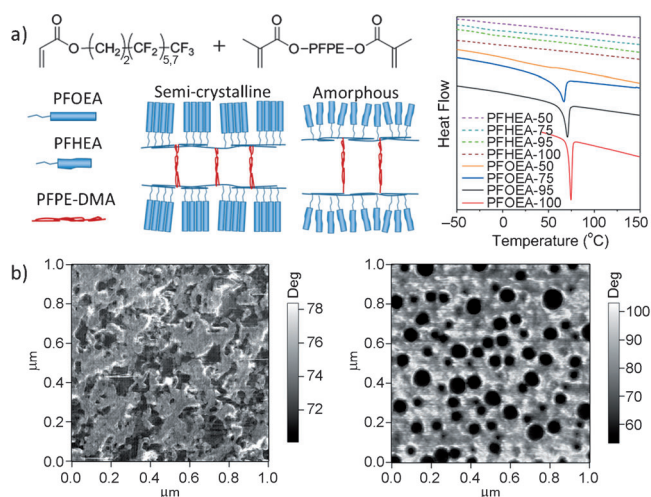 a)
O
O
(CH2)2(CF2)5,7CF3
+
O
O-PFPE-O
O
PFOEA
PFHEA
PFPE-DMA
Semi-crystalline
Amorphous
Heat Flow
PFHEA-50
PFHEA-75
PFHEA-95
PFHEA-100
PFOEA-50
PFOEA-75
PFOEA-95
PFOEA-100
–50 0 50 100 150
Temperature (°C)
b)
μm
1.0
0.8
0.6
0.4
0.2
0.0
0.0 0.2 0.4 0.6 0.8 1.0
μm
Deg
78
76
74
72
μm
1.0
0.8
0.6
0.4
0.2
0.0
0.0 0.2 0.4 0.6 0.8 1.0
μm
Deg
100
90
80
70
60